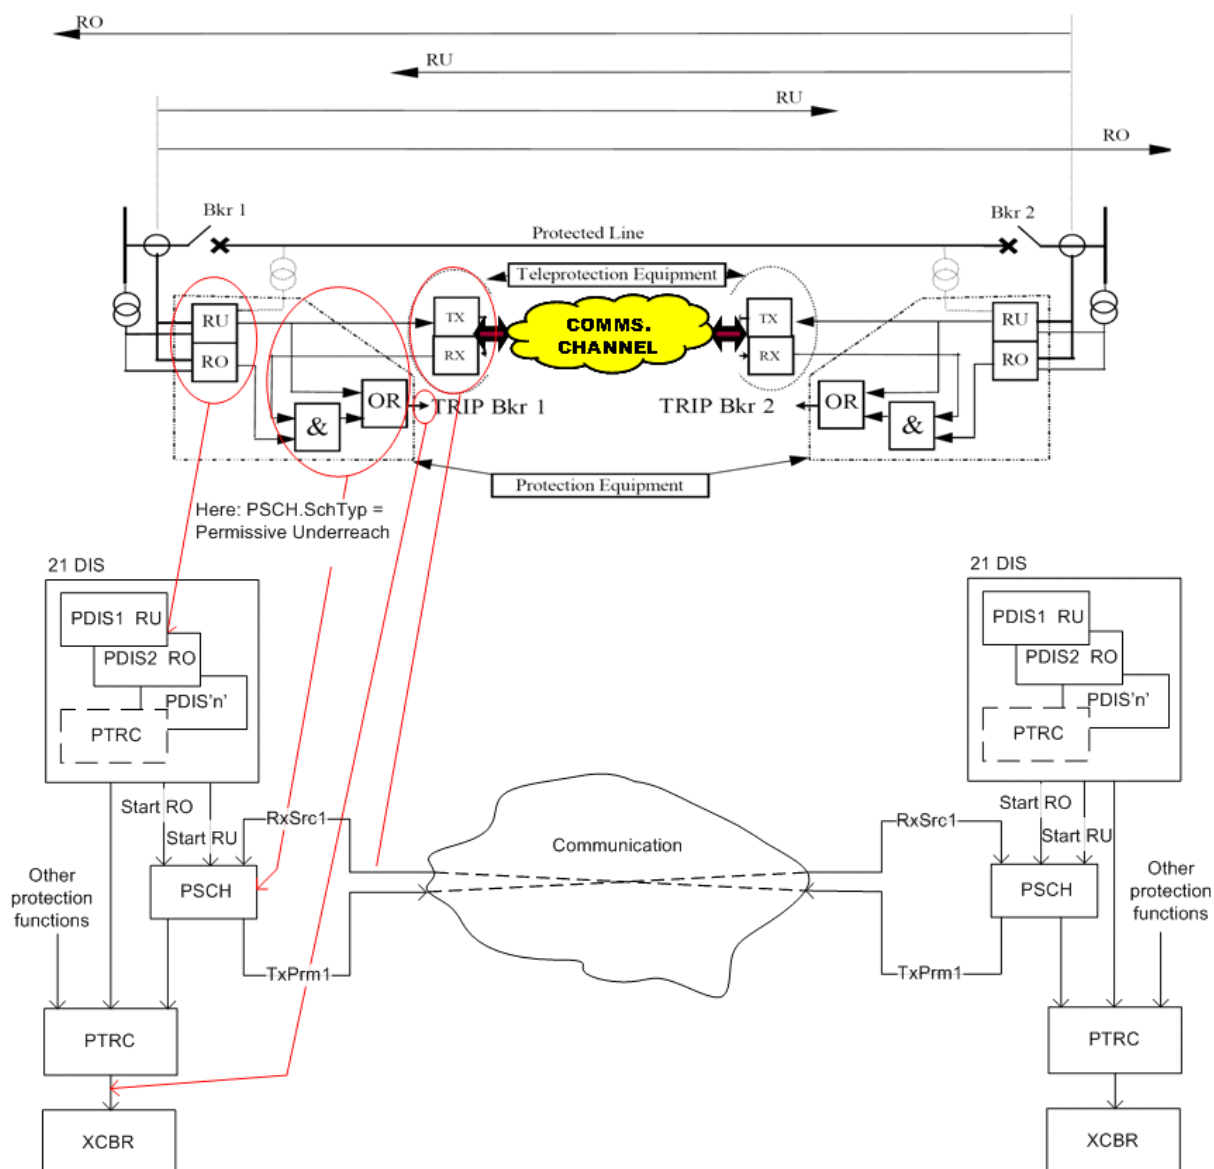 RO
RU
RU
RO
Bkr 1
Bkr 2
Protected Line
Teleprotection Equipment
RU
RO
TX
RX
COMMS.
CHANNEL
TX
RX
RU
RO
&
OR
TRIP Bkr 1
TRIP Bkr 2
OR
&
Protection Equipment
Here: PSCH.SchTyp =
Permissive Underreach
21 DIS
PDIS1 RU
PDIS2 RO
PDIS'n'
PTRC
21 DIS
PDIS1 RU
PDIS2 RO
PDIS'n'
PTRC
Start RO
Start RU
RxSrc1
Communication
RxSrc1
Start RO
Start RU
Other
protection
functions
PSCH
TxPrm1
PSCH
TxPrm1
Other
protection
functions
PTRC
XCBR
PTRC
XCBR